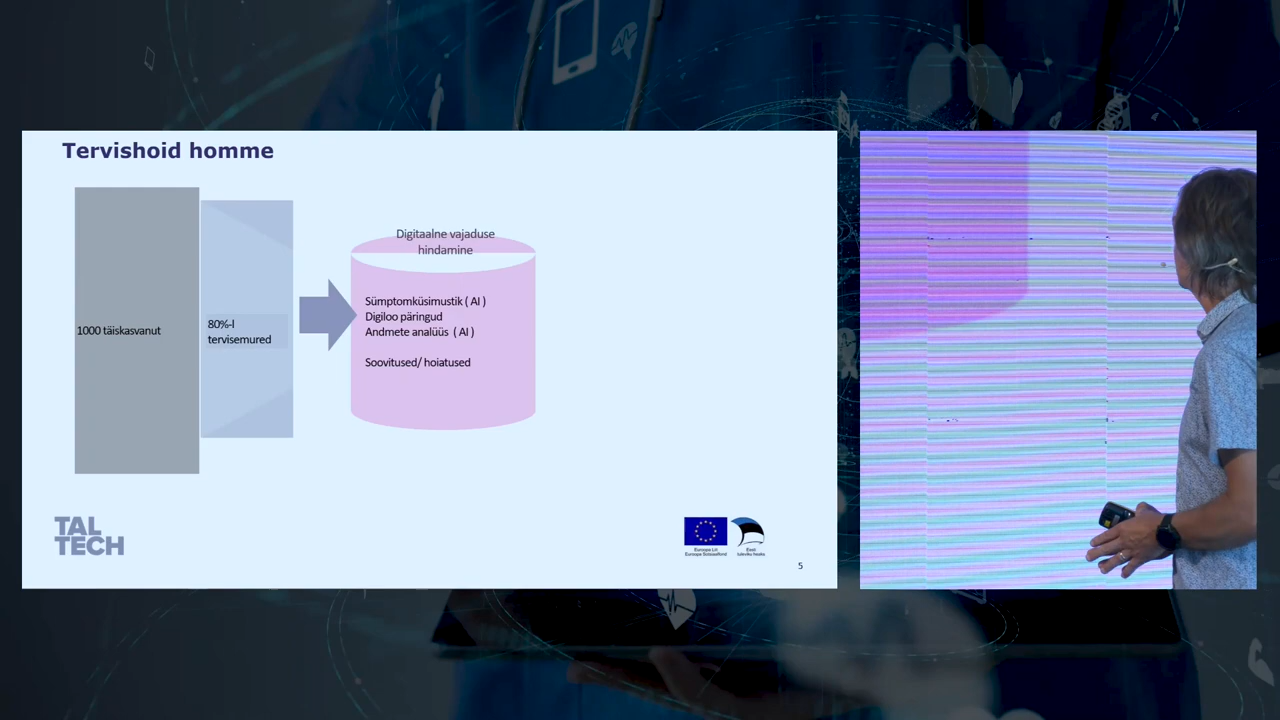 Tervishoid homme
Digitaalne vajaduse
hindamine
1000 täiskasvanut
80%-l
tervisemured
Sümptomküsimustik ( AI )
Digiloo päringud
Andmete analüüs ( AI )
Soovitused/ hoiatused
TAL
TECH
Euroopa Liit
Euroopa Sotsiaalfond
Eesti
tuleviku heaks
5